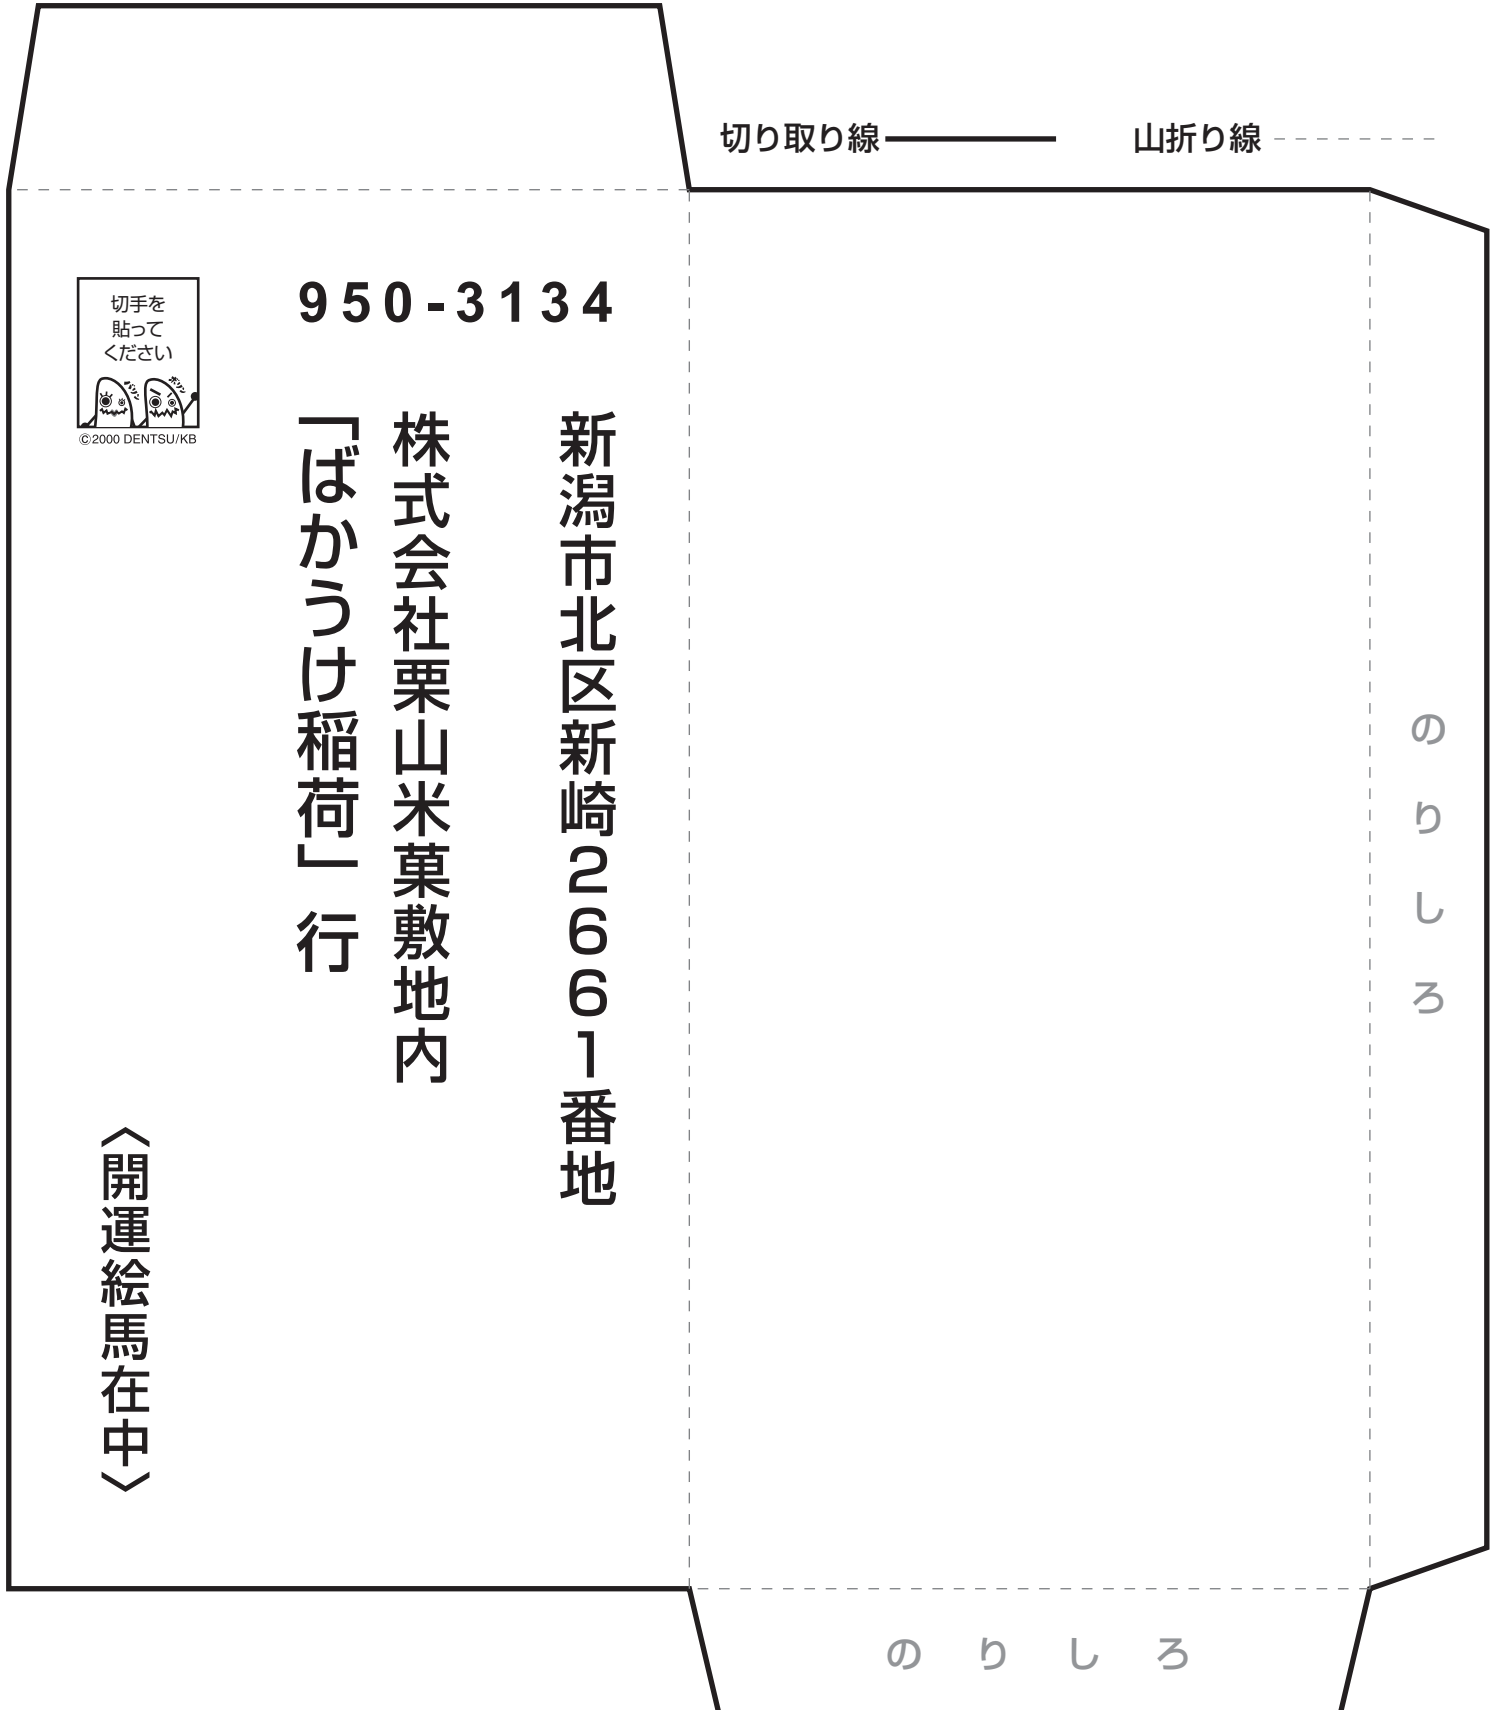 切り取り線
山折り線
切手を
貼って
ください
©2000 DENTSU/KB
950-3134
新潟市北区新崎2661番地
株式会社栗山米菓敷地内
「ばかうけ稲荷」行
〈開運絵馬在中〉
のりしろ
のりしろ